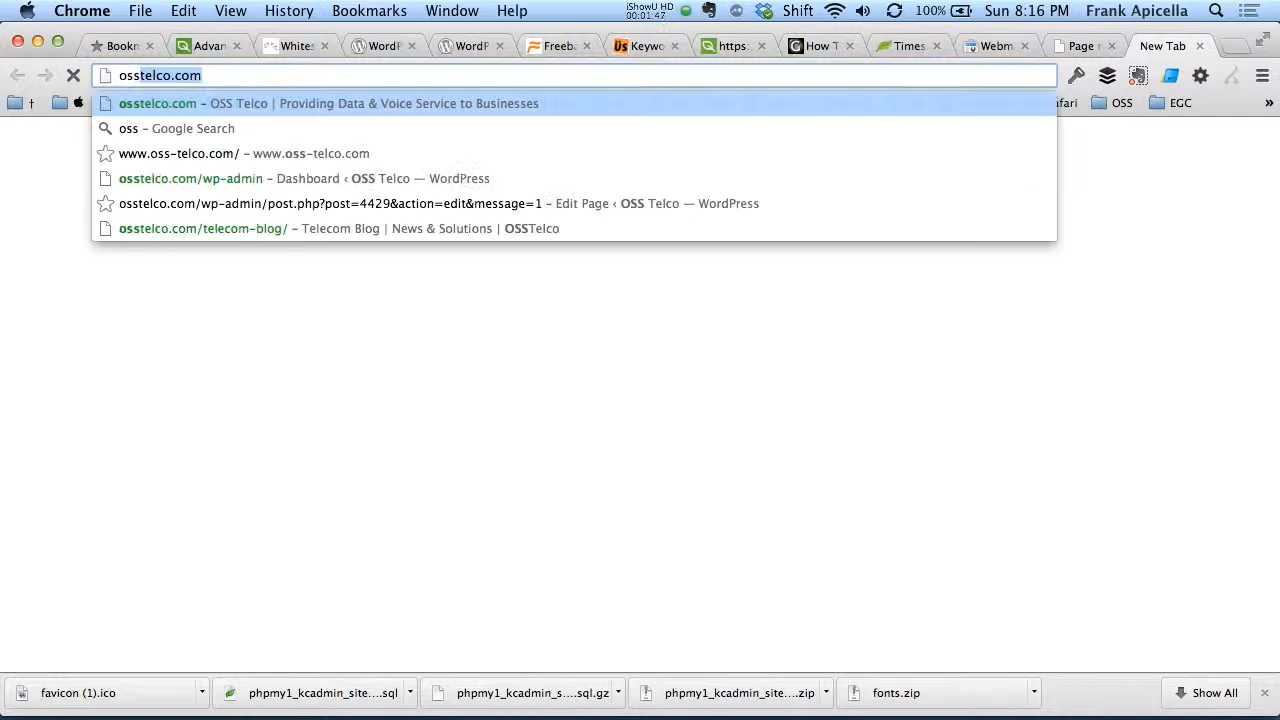 Chrome File Edit View History Bookmarks Window Help iShowU HD 00:01:47 Shift 100% Sun 8:16 PM Frank Apicella
Bookn Advan Whites WordP WordP Freeb Keywo https: How T Times Webm Page n New Tab
osstelco.com
osstelco.com – OSS Telco | Providing Data & Voice Service to Businesses
† afari OSS EGC »
oss – Google Search
www.oss-telco.com/ – www.oss-telco.com
osstelco.com/wp-admin – Dashboard ‹ OSS Telco — WordPress
osstelco.com/wp-admin/post.php?post=4429&action=edit&message=1 – Edit Page ‹ OSS Telco — WordPress
osstelco.com/telecom-blog/ – Telecom Blog | News & Solutions | OSSTelco
favicon (1).ico phpmy1_kcadmin_site....sql phpmy1_kcadmin_s....sql.gz phpmy1_kcadmin_site....zip fonts.zip Show All